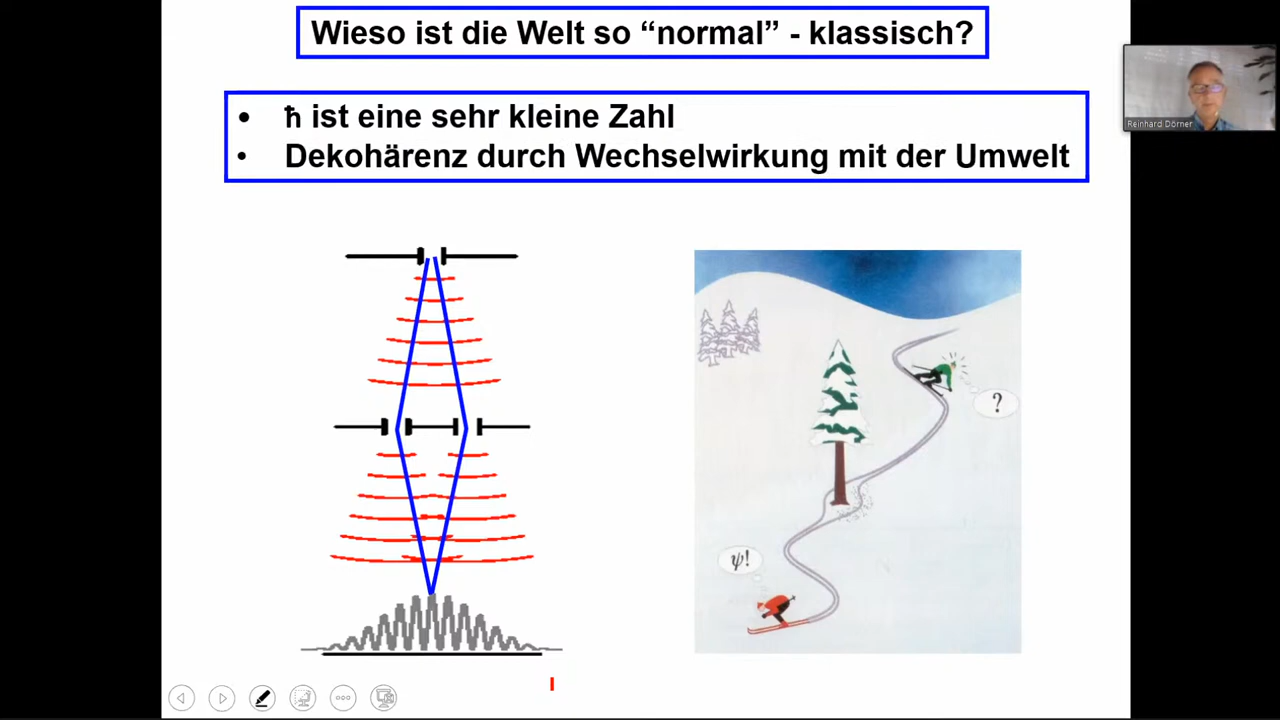 Wieso ist die Welt so “normal” - klassisch?
• ħ ist eine sehr kleine Zahl
• Dekohärenz durch Wechselwirkung mit der Umwelt
Reinhard Dörner
?
ψ!